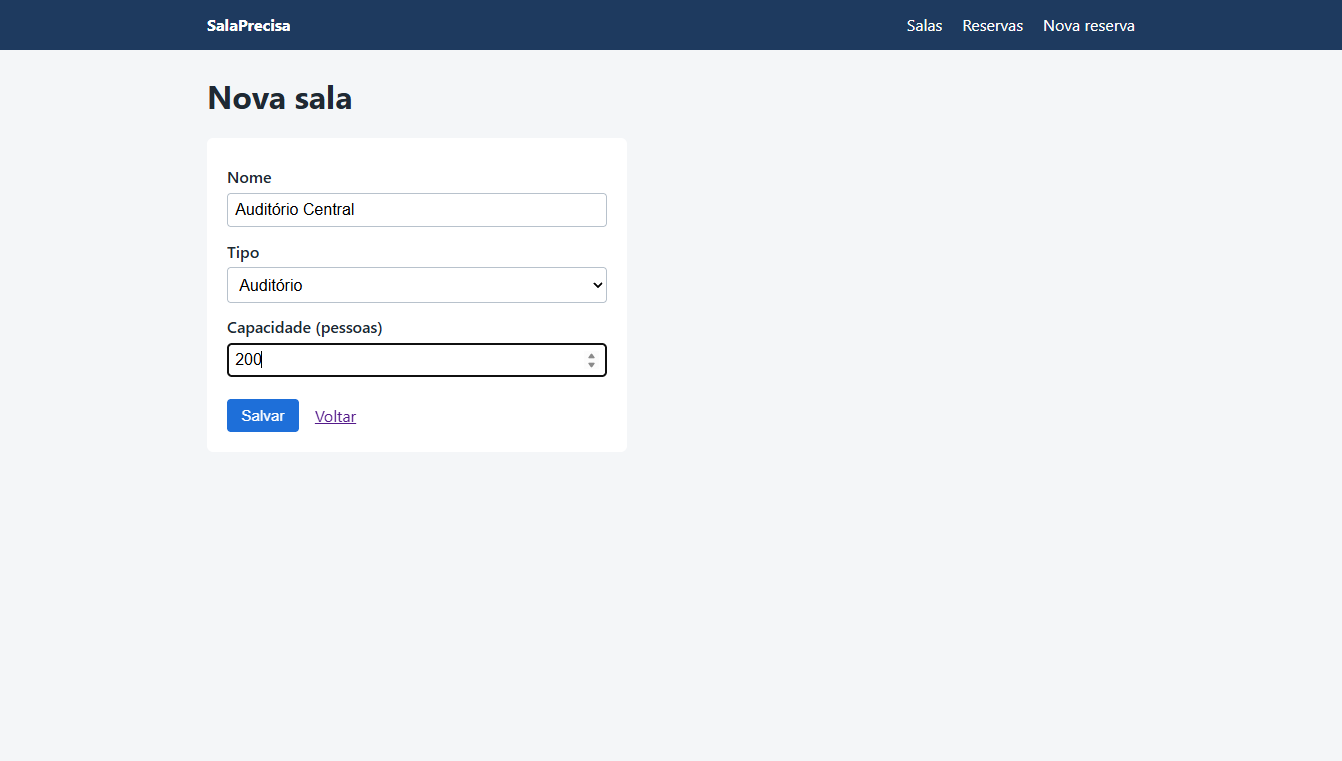 SalaPrecisa Salas Reservas Nova reserva
Nova sala
Nome
Auditório Central
Tipo
Auditório
Capacidade (pessoas)
200
Salvar Voltar